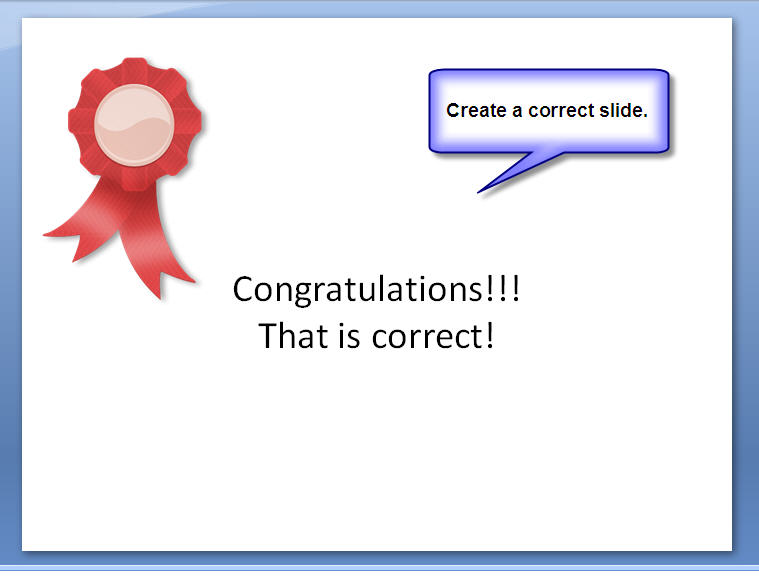 Create a correct slide.
Congratulations!!!
That is correct!